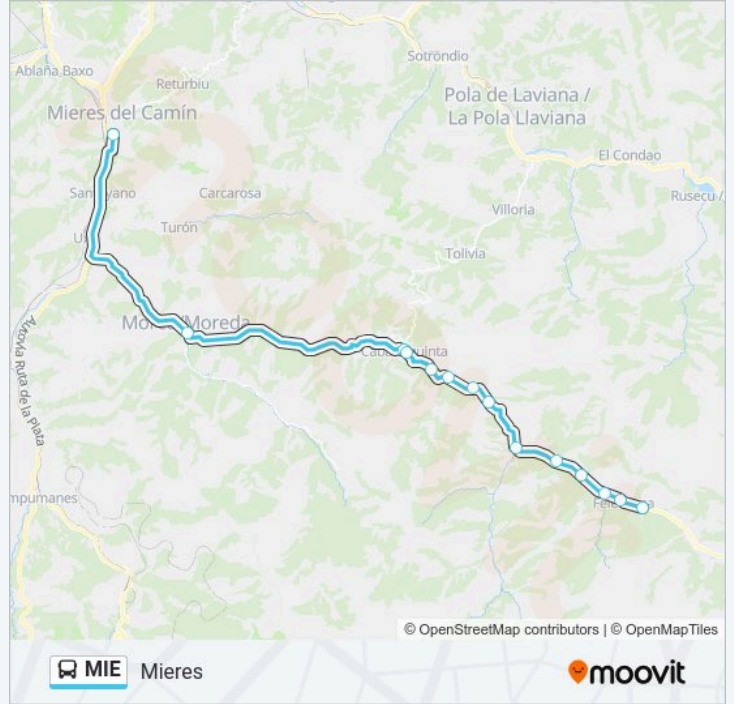 Sotrondio
Ablaña Baxo
Returbiu
Pola de Laviana /
La Pola Llaviana
Mieres del Camín
El Condao
Rusecu /
Carcarosa
Villoria
Turón
Tolivia
Moreda
Autovía Ruta de la Plata
mpumanes
© OpenStreetMap contributors | © OpenMapTiles
MIE Mieres
moovit